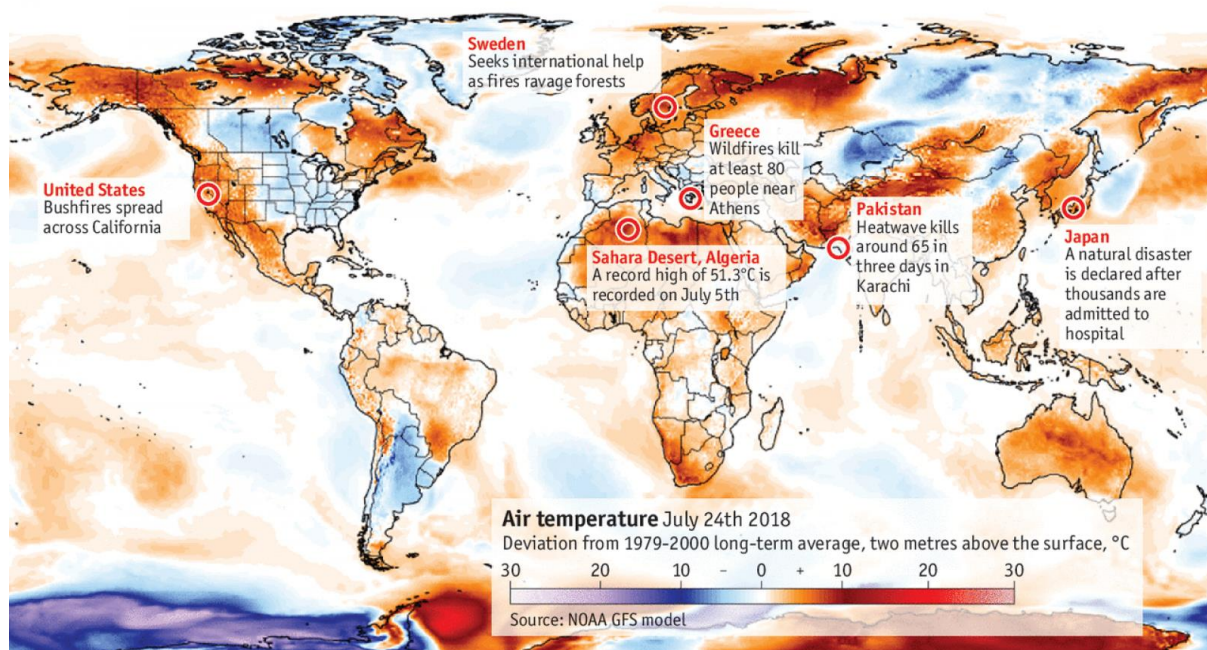 Sweden
Seeks international help
as fires ravage forests
Greece
Wildfires kill
at least 80
people near
Athens
United States
Bushfires spread
across California
Sahara Desert, Algeria
A record high of 51.3°C is
recorded on July 5th
Pakistan
Heatwave kills
around 65 in
three days in
Karachi
Japan
A natural disaster
is declared after
thousands are
admitted to
hospital
Air temperature July 24th 2018
Deviation from 1979-2000 long-term average, two metres above the surface, °C
30 20 10 – 0 + 10 20 30
Source: NOAA GFS model